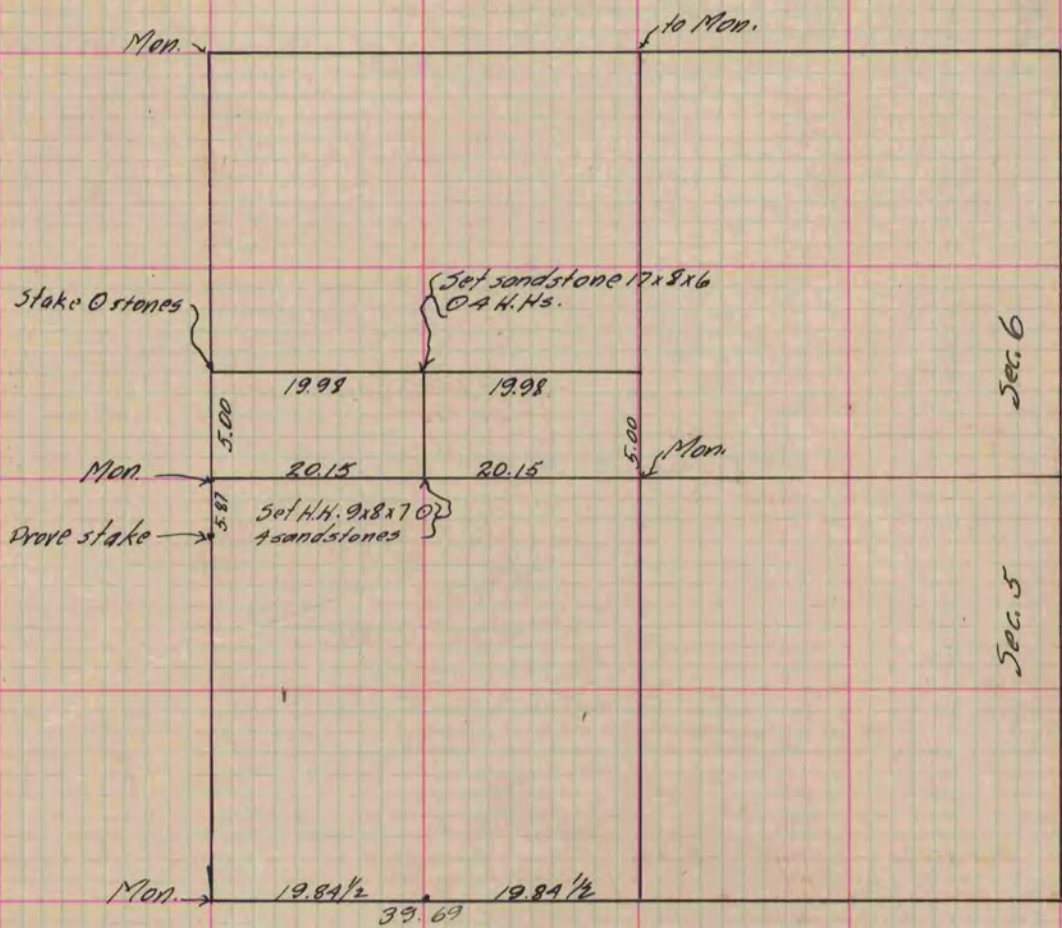 Mon.
to Mon.
Set sandstone 17x8x6
O 4 H.Hs.
Stake O stones
19.98
19.98
Sec. 6
5.00
5.00
Mon.
20.15
20.15
Mon.
5.87
Set H.H. 9x8x7 O
4 sandstones
Drove stake
Sec. 5
Mon.
19.84½
19.84½
39.69